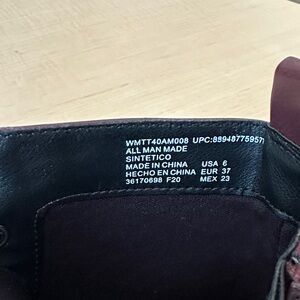 WMTT40AM008 UPC:889487759571
ALL MAN MADE
SINTETICO
MADE IN CHINA USA 6
HECHO EN CHINA EUR 37
36170698 F20 MEX 23